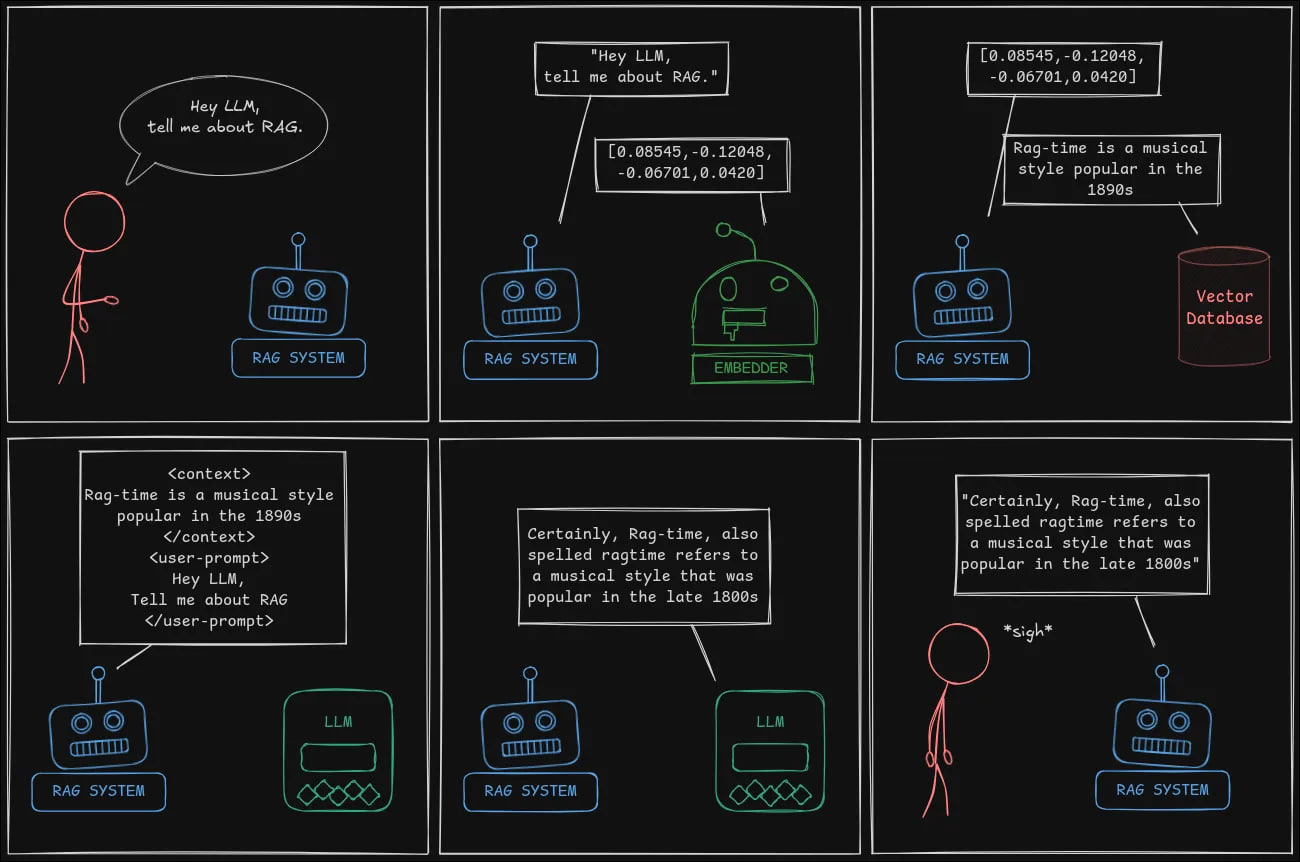 Hey LLM,
tell me about RAG.
RAG SYSTEM
"Hey LLM,
tell me about RAG."
[0.08545,-0.12048,
-0.06701,0.0420]
RAG SYSTEM
EMBEDDER
[0.08545,-0.12048,
-0.06701,0.0420]
Rag-time is a musical
style popular in the
1890s
RAG SYSTEM
Vector
Database
<context>
Rag-time is a musical style
popular in the 1890s
</context>
<user-prompt>
Hey LLM,
Tell me about RAG
</user-prompt>
RAG SYSTEM
LLM
Certainly, Rag-time, also
spelled ragtime refers to
a musical style that was
popular in the late 1800s
RAG SYSTEM
LLM
"Certainly, Rag-time, also
spelled ragtime refers to
a musical style that was
popular in the late 1800s"
*sigh*
RAG SYSTEM